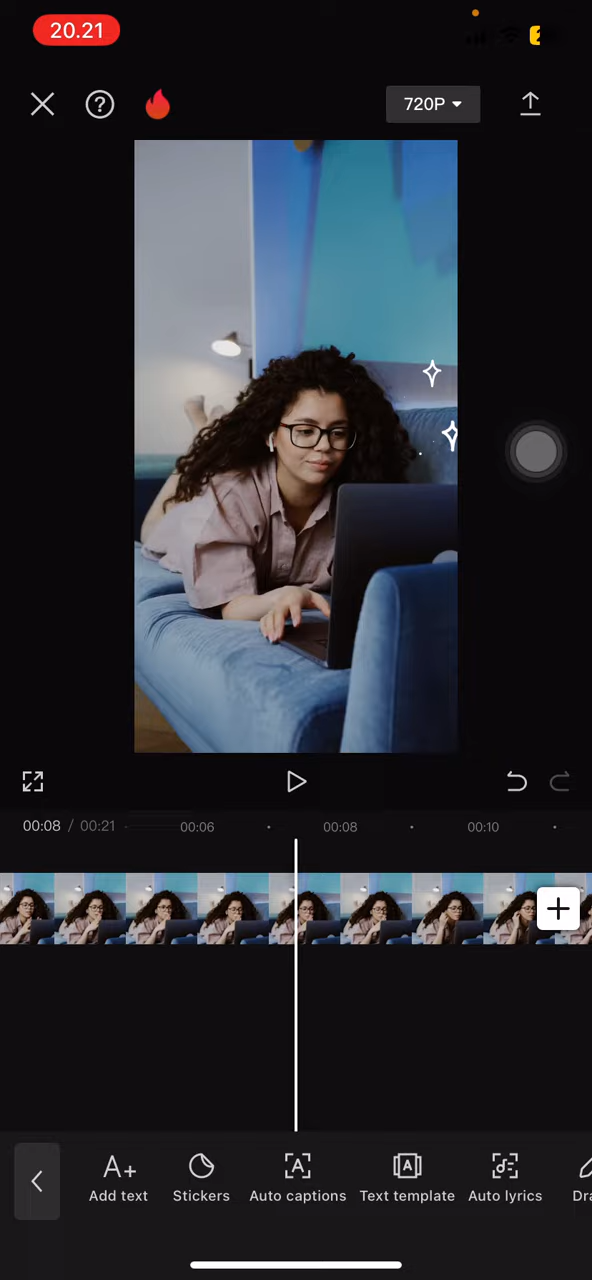 20.21
720P
00:08 / 00:21
00:06
00:08
00:10
Add text
Stickers
Auto captions
Text template
Auto lyrics
Dra